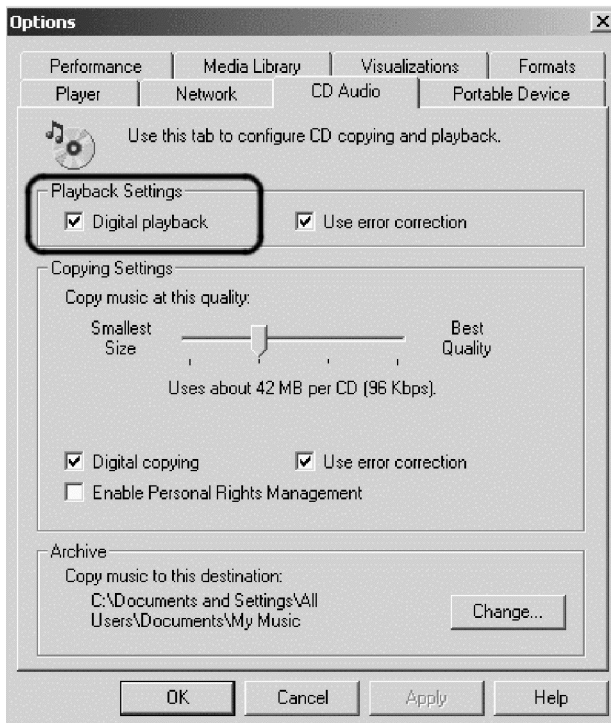 Options
Performance Media Library Visualizations Formats
Player Network CD Audio Portable Device
Use this tab to configure CD copying and playback.
Playback Settings
Digital playback Use error correction
Copying Settings
Copy music at this quality:
Smallest Size Best Quality
Uses about 42 MB per CD (96 Kbps).
Digital copying Use error correction
Enable Personal Rights Management
Archive
Copy music to this destination:
C:\Documents and Settings\All
Users\Documents\My Music
Change...
OK Cancel Apply Help